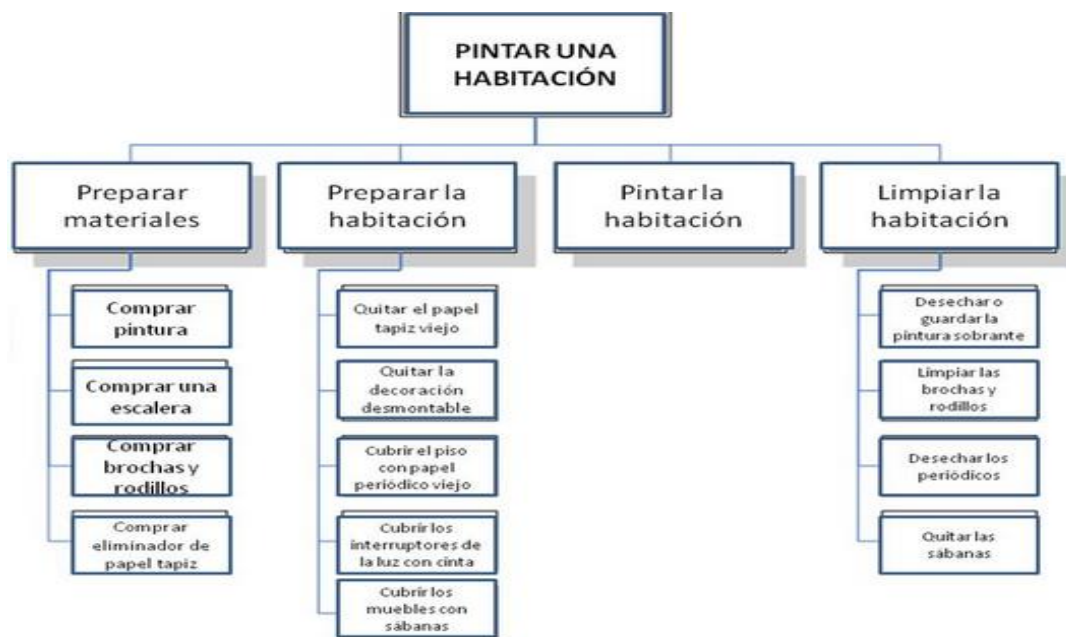 PINTAR UNA
HABITACIÓN
Preparar
materiales
Preparar la
habitación
Pintar la
habitación
Limpiar la
habitación
Comprar
pintura
Comprar una
escalera
Comprar
brochas y
rodillos
Comprar
eliminador de
papel tapiz
Quitar el papel
tapiz viejo
Quitar la
decoración
desmontable
Cubrir el piso
con papel
periódico viejo
Cubrir los
interruptores de
la luz con cinta
Cubrir los
muebles con
sábanas
Desechar o
guardar la
pintura sobrante
Limpiar las
brochas y
rodillos
Desechar los
periódicos
Quitar las
sábanas